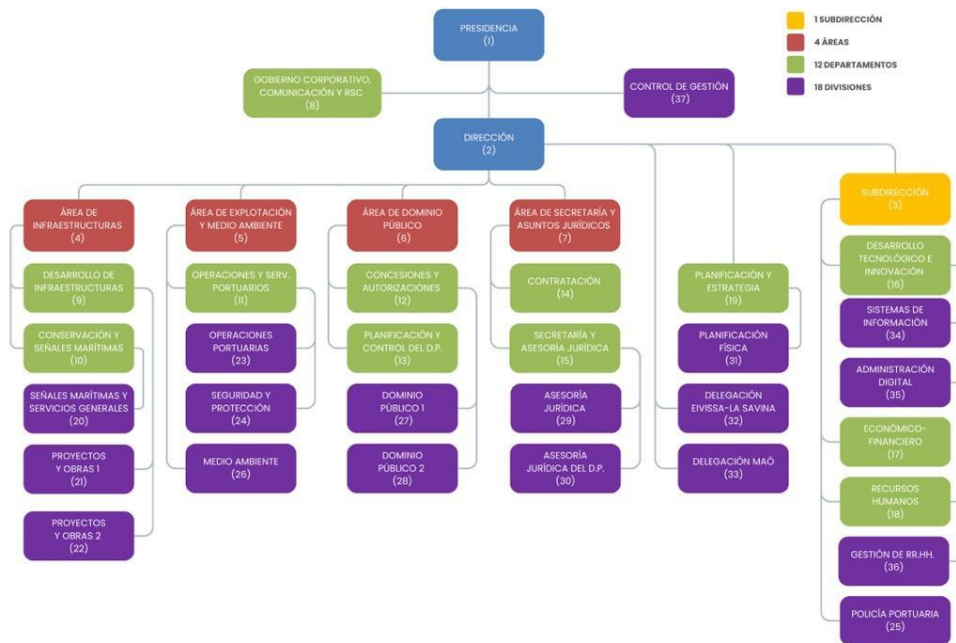 PRESIDENCIA
(1)
1 SUBDIRECCIÓN
4 ÁREAS
12 DEPARTAMENTOS
18 DIVISIONES
GOBIERNO CORPORATIVO,
COMUNICACIÓN Y RSC
(8)
CONTROL DE GESTIÓN
(37)
DIRECCIÓN
(2)
ÁREA DE
INFRAESTRUCTURAS
(4)
DESARROLLO DE
INFRAESTRUCTURAS
(9)
CONSERVACIÓN Y
SEÑALES MARÍTIMAS
(10)
SEÑALES MARÍTIMAS Y
SERVICIOS GENERALES
(20)
PROYECTOS
Y OBRAS 1
(21)
PROYECTOS
Y OBRAS 2
(22)
ÁREA DE EXPLOTACIÓN
Y MEDIO AMBIENTE
(5)
OPERACIONES Y SERV.
PORTUARIOS
(11)
OPERACIONES
PORTUARIAS
(23)
SEGURIDAD Y
PROTECCIÓN
(24)
MEDIO AMBIENTE
(26)
ÁREA DE DOMINIO
PÚBLICO
(6)
CONCESIONES Y
AUTORIZACIONES
(12)
PLANIFICACIÓN Y
CONTROL DEL D.P.
(13)
DOMINIO
PÚBLICO 1
(27)
DOMINIO
PÚBLICO 2
(28)
ÁREA DE SECRETARÍA Y
ASUNTOS JURÍDICOS
(7)
CONTRATACIÓN
(14)
SECRETARÍA Y
ASESORÍA JURÍDICA
(15)
ASESORÍA
JURÍDICA
(29)
ASESORÍA
JURÍDICA DEL D.P.
(30)
PLANIFICACIÓN Y
ESTRATEGIA
(19)
PLANIFICACIÓN
FÍSICA
(31)
DELEGACIÓN
EIVISSA-LA SAVINA
(32)
DELEGACIÓN MAÓ
(33)
SUBDIRECCIÓN
(3)
DESARROLLO
TECNOLÓGICO E
INNOVACIÓN
(16)
SISTEMAS DE
INFORMACIÓN
(34)
ADMINISTRACIÓN
DIGITAL
(35)
ECONÓMICO-
FINANCIERO
(17)
RECURSOS
HUMANOS
(18)
GESTIÓN DE RR.HH.
(36)
POLICÍA PORTUARIA
(25)